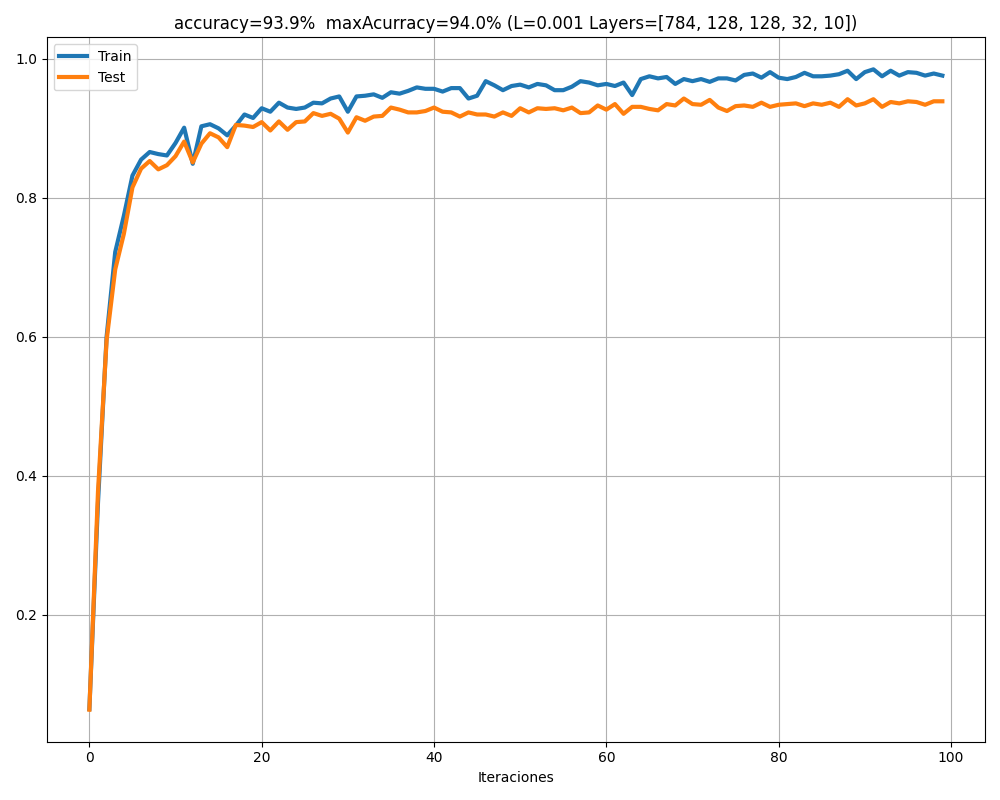 accuracy=93.9%  maxAcurracy=94.0% (L=0.001 Layers=[784, 128, 128, 32, 10])
Train
Test
1.0
0.8
0.6
0.4
0.2
0 20 40 60 80 100
Iteraciones